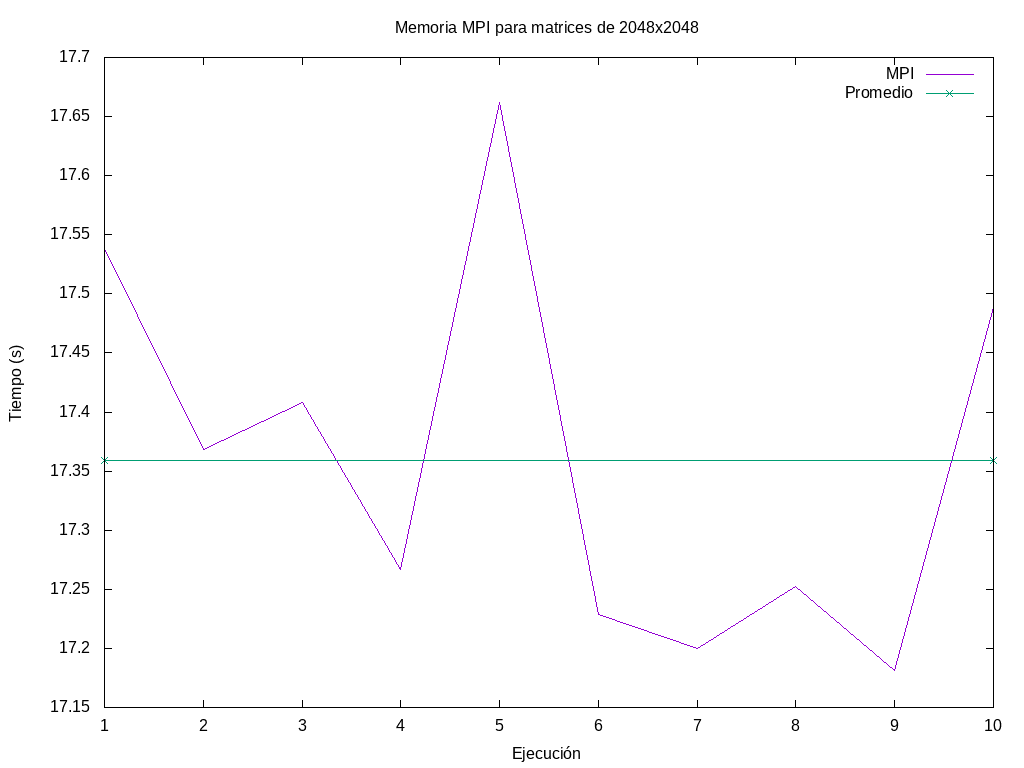 Memoria MPI para matrices de 2048x2048
MPI
Promedio
17.7
17.65
17.6
17.55
17.5
17.45
17.4
17.35
17.3
17.25
17.2
17.15
Tiempo (s)
1 2 3 4 5 6 7 8 9 10
Ejecución